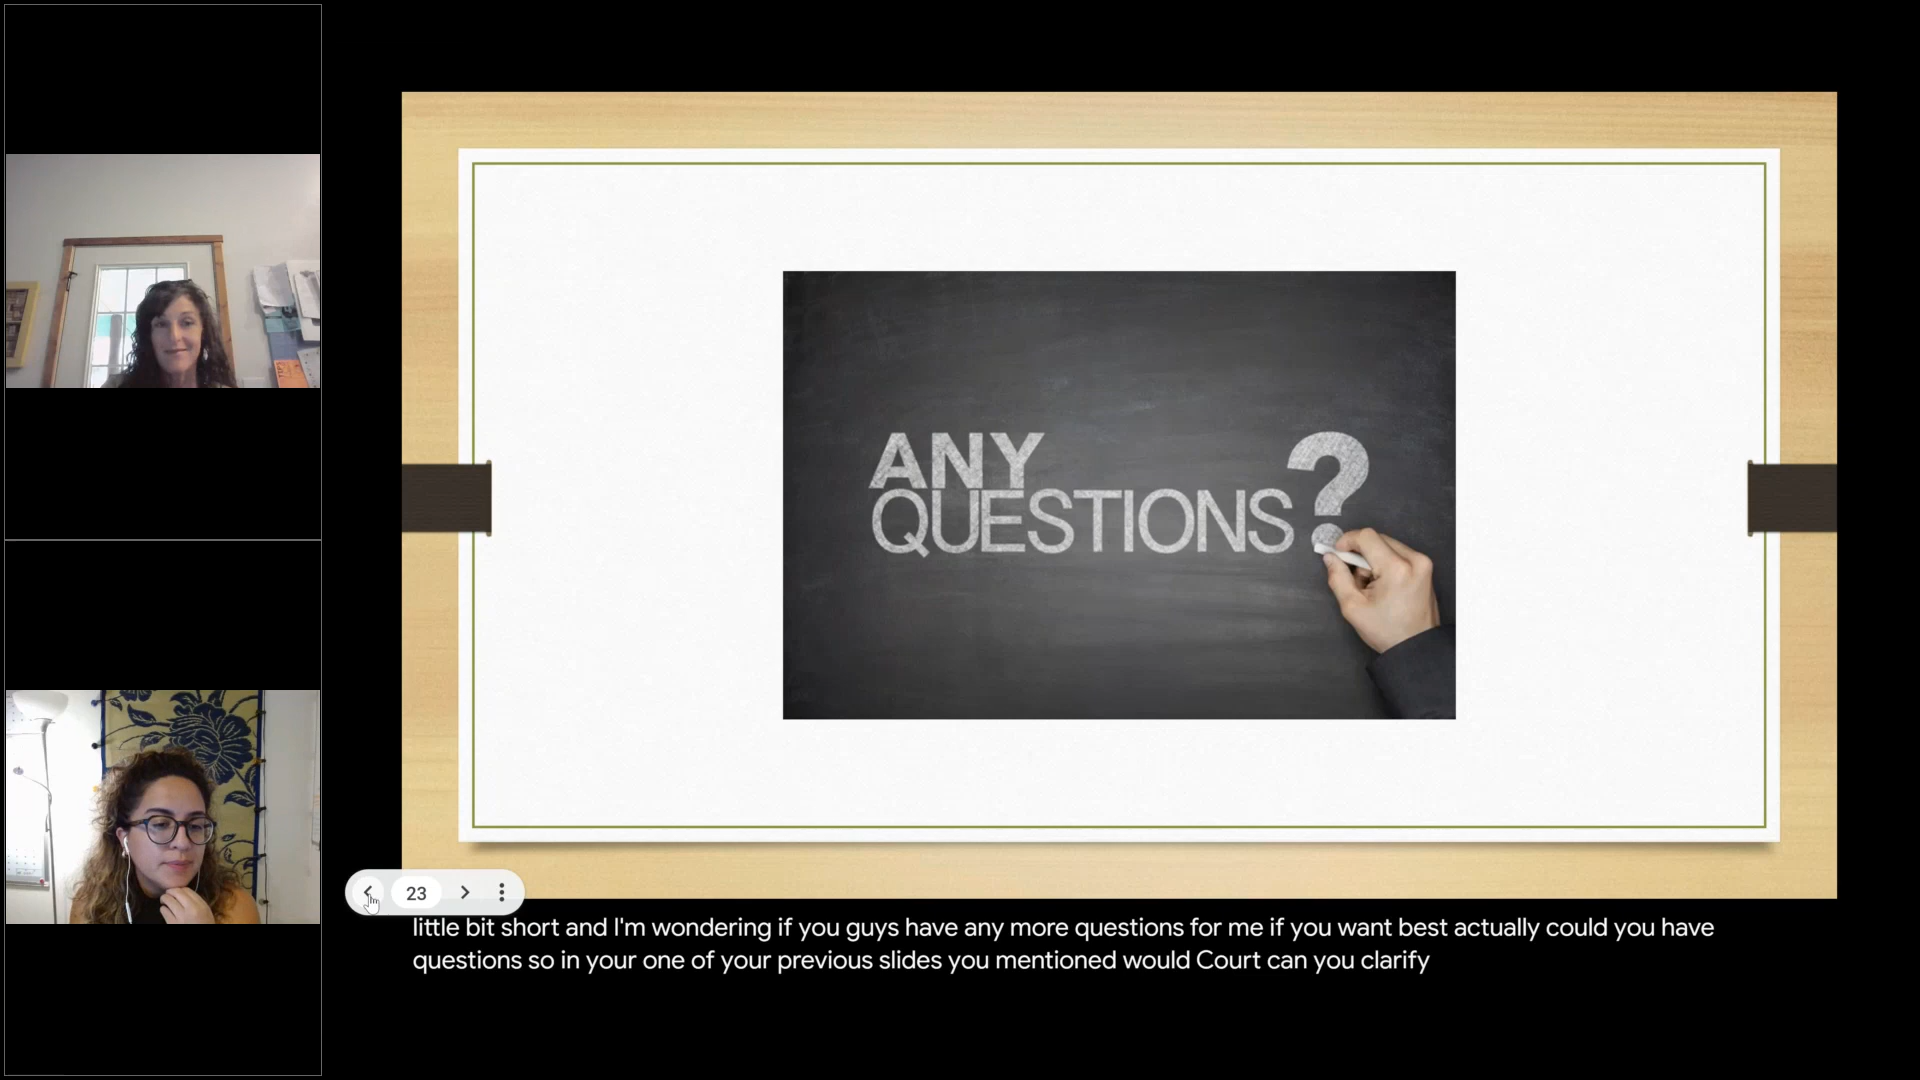 ANY
QUESTIONS?
23
little bit short and I'm wondering if you guys have any more questions for me if you want best actually could you have
questions so in your one of your previous slides you mentioned would Court can you clarify